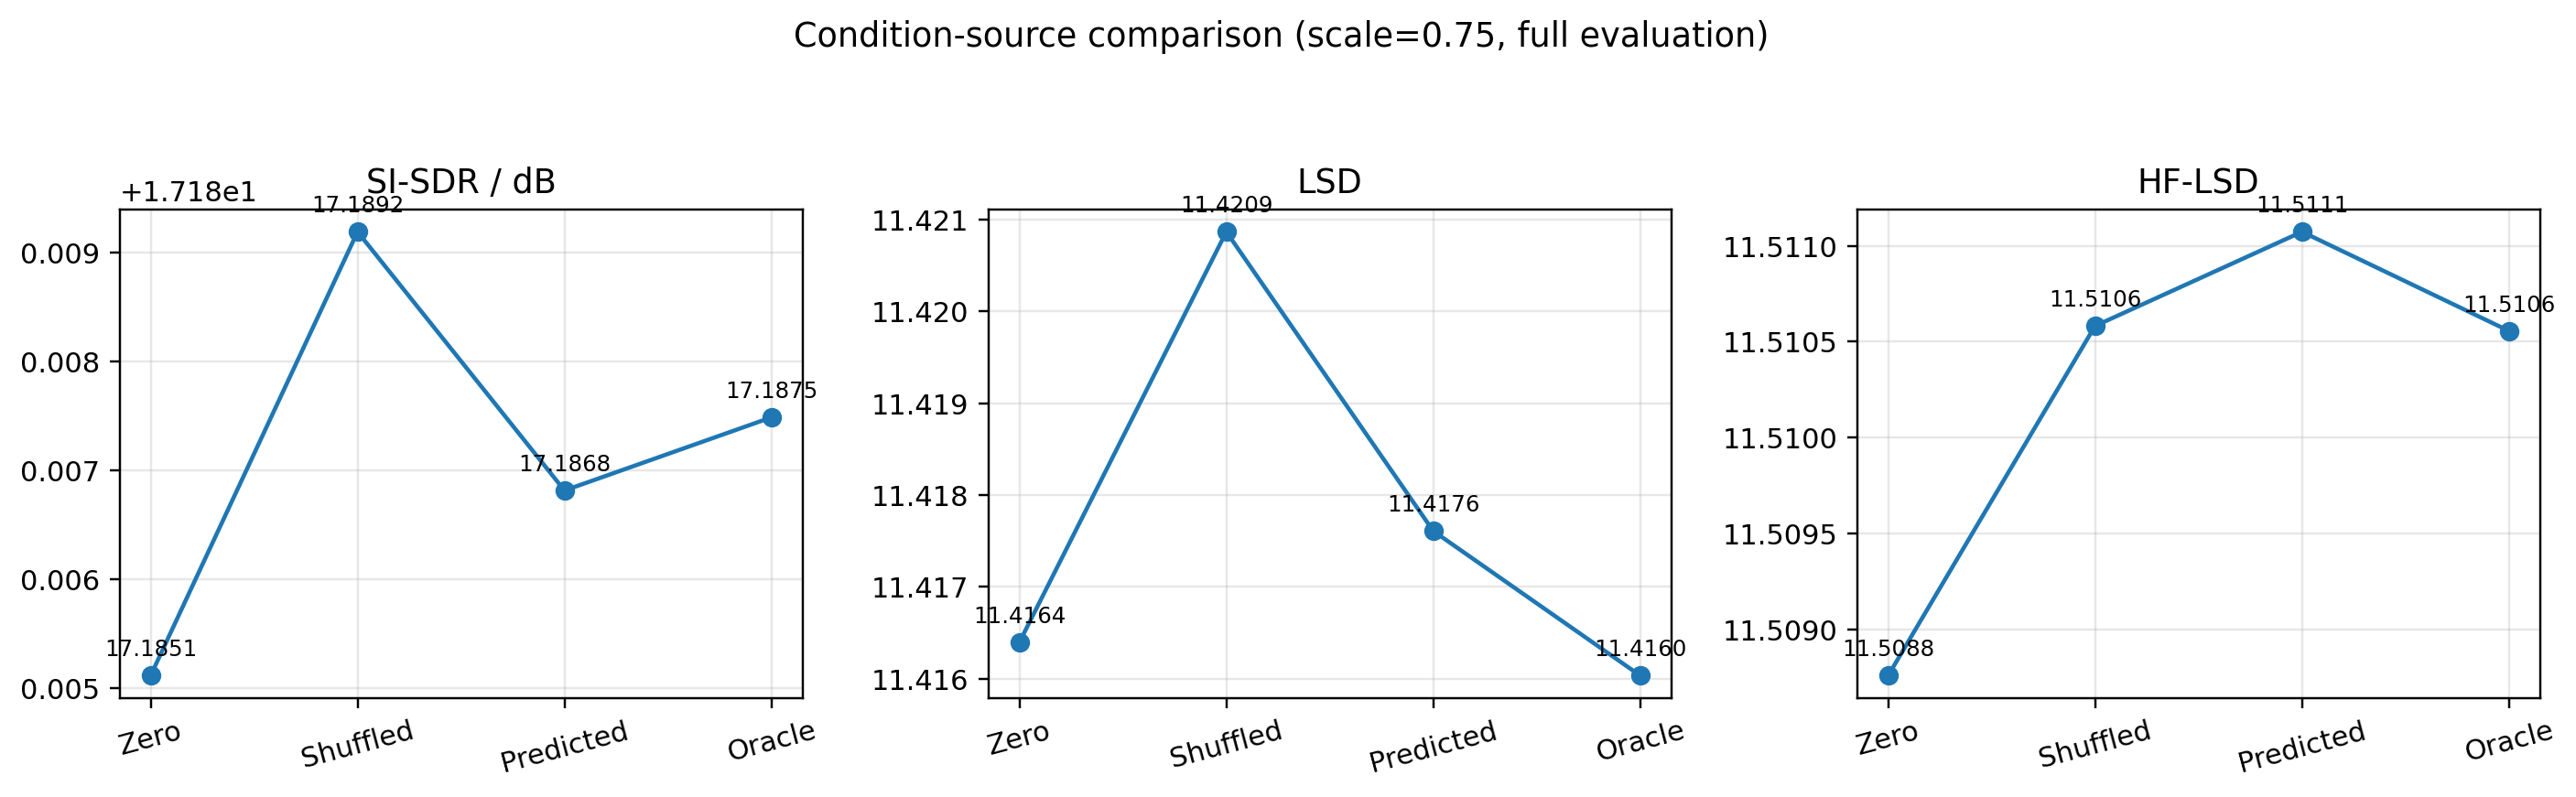 Condition-source comparison (scale=0.75, full evaluation)
SI-SDR / dB
+1.718e1
0.009
0.008
0.007
0.006
0.005
17.1851
17.1892
17.1868
17.1875
Zero
Shuffled
Predicted
Oracle
LSD
11.421
11.420
11.419
11.418
11.417
11.416
11.4164
11.4209
11.4176
11.4160
Zero
Shuffled
Predicted
Oracle
HF-LSD
11.5110
11.5105
11.5100
11.5095
11.5090
11.5088
11.5106
11.5111
11.5106
Zero
Shuffled
Predicted
Oracle